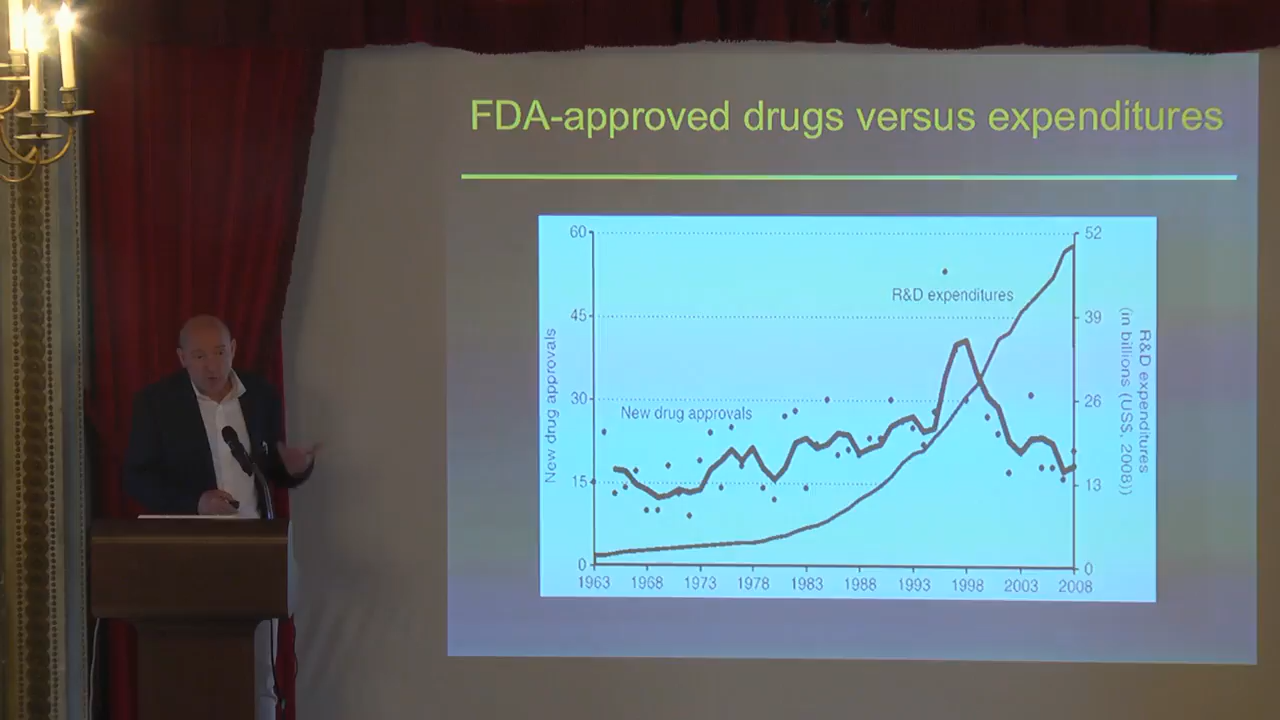 FDA-approved drugs versus expenditures
60
45
30
15
0
New drug approvals
52
39
26
13
0
R&D expenditures
(in billions (US$, 2008))
R&D expenditures
New drug approvals
1963 1968 1973 1978 1983 1988 1993 1998 2003 2008